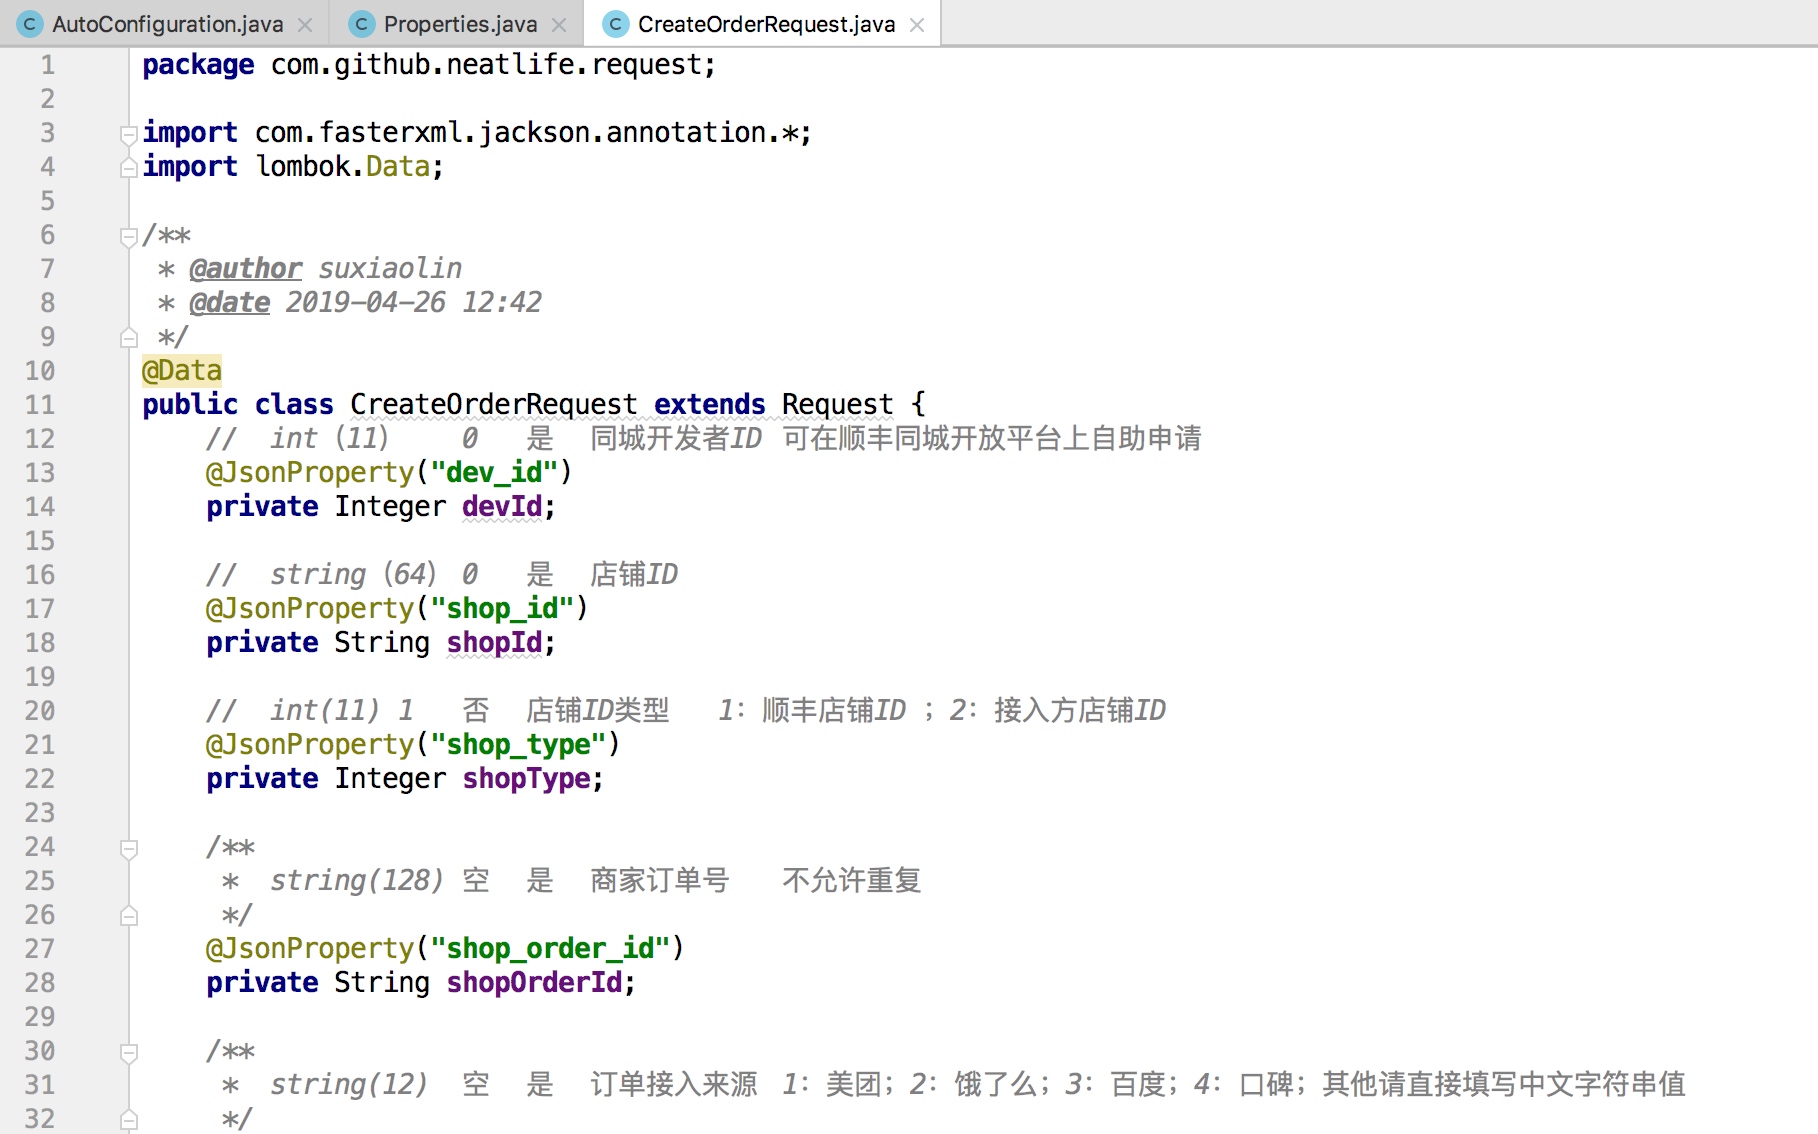 AutoConfiguration.java Properties.java CreateOrderRequest.java
1 package com.github.neatlife.request;
2
3 import com.fasterxml.jackson.annotation.*;
4 import lombok.Data;
5
6 /**
7 * @author suxiaolin
8 * @date 2019-04-26 12:42
9 */
10 @Data
11 public class CreateOrderRequest extends Request {
12 // int（11） 0 是 同城开发者ID 可在顺丰同城开放平台上自助申请
13 @JsonProperty("dev_id")
14 private Integer devId;
15
16 // string（64） 0 是 店铺ID
17 @JsonProperty("shop_id")
18 private String shopId;
19
20 // int(11) 1 否 店铺ID类型 1：顺丰店铺ID ；2：接入方店铺ID
21 @JsonProperty("shop_type")
22 private Integer shopType;
23
24 /**
25 * string(128) 空 是 商家订单号 不允许重复
26 */
27 @JsonProperty("shop_order_id")
28 private String shopOrderId;
29
30 /**
31 * string(12) 空 是 订单接入来源 1：美团；2：饿了么；3：百度；4：口碑；其他请直接填写中文字符串值
32 */